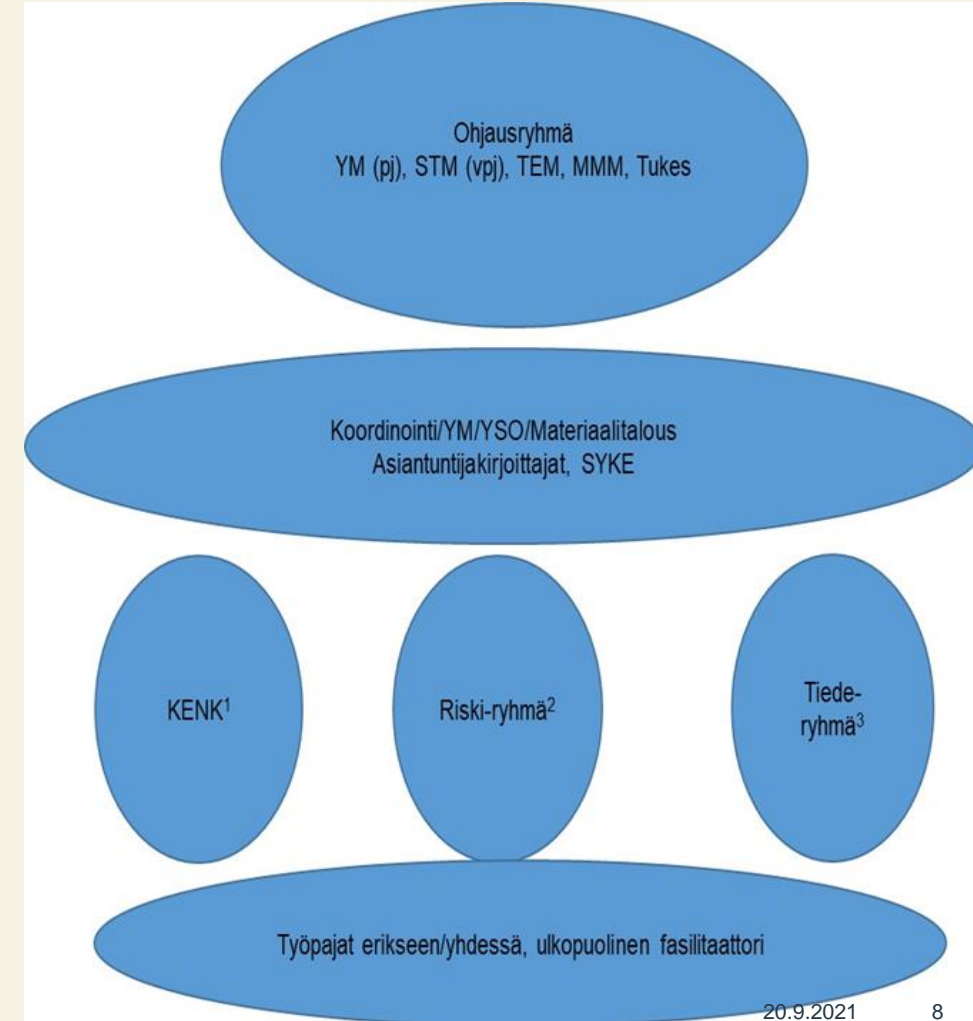 Ohjausryhmä
YM (pj), STM (vpj), TEM, MMM, Tukes
Koordinointi/YM/YSO/Materiaalitalous
Asiantuntijakirjoittajat, SYKE
KENK¹
Riski-ryhmä²
Tiede-
ryhmä³
Työpajat erikseen/yhdessä, ulkopuolinen fasilitaattori
20.9.2021 8